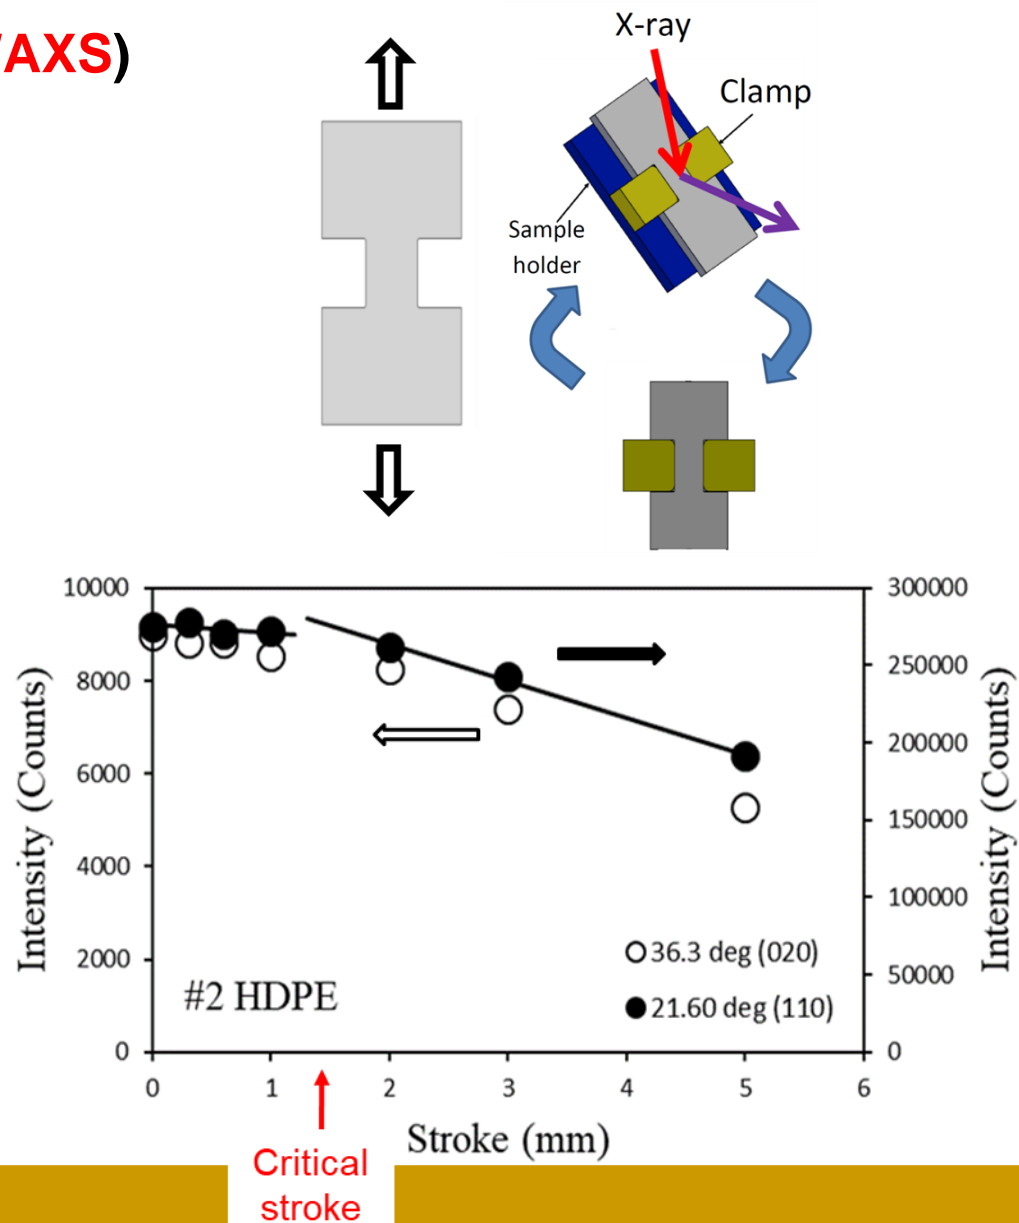 AXS)
X-ray
Clamp
Sample
holder
10000
8000
6000
4000
2000
0
Intensity (Counts)
300000
250000
200000
150000
100000
50000
0
Intensity (Counts)
36.3 deg (020)
21.60 deg (110)
#2 HDPE
0 1 2 3 4 5 6
Stroke (mm)
Critical
stroke